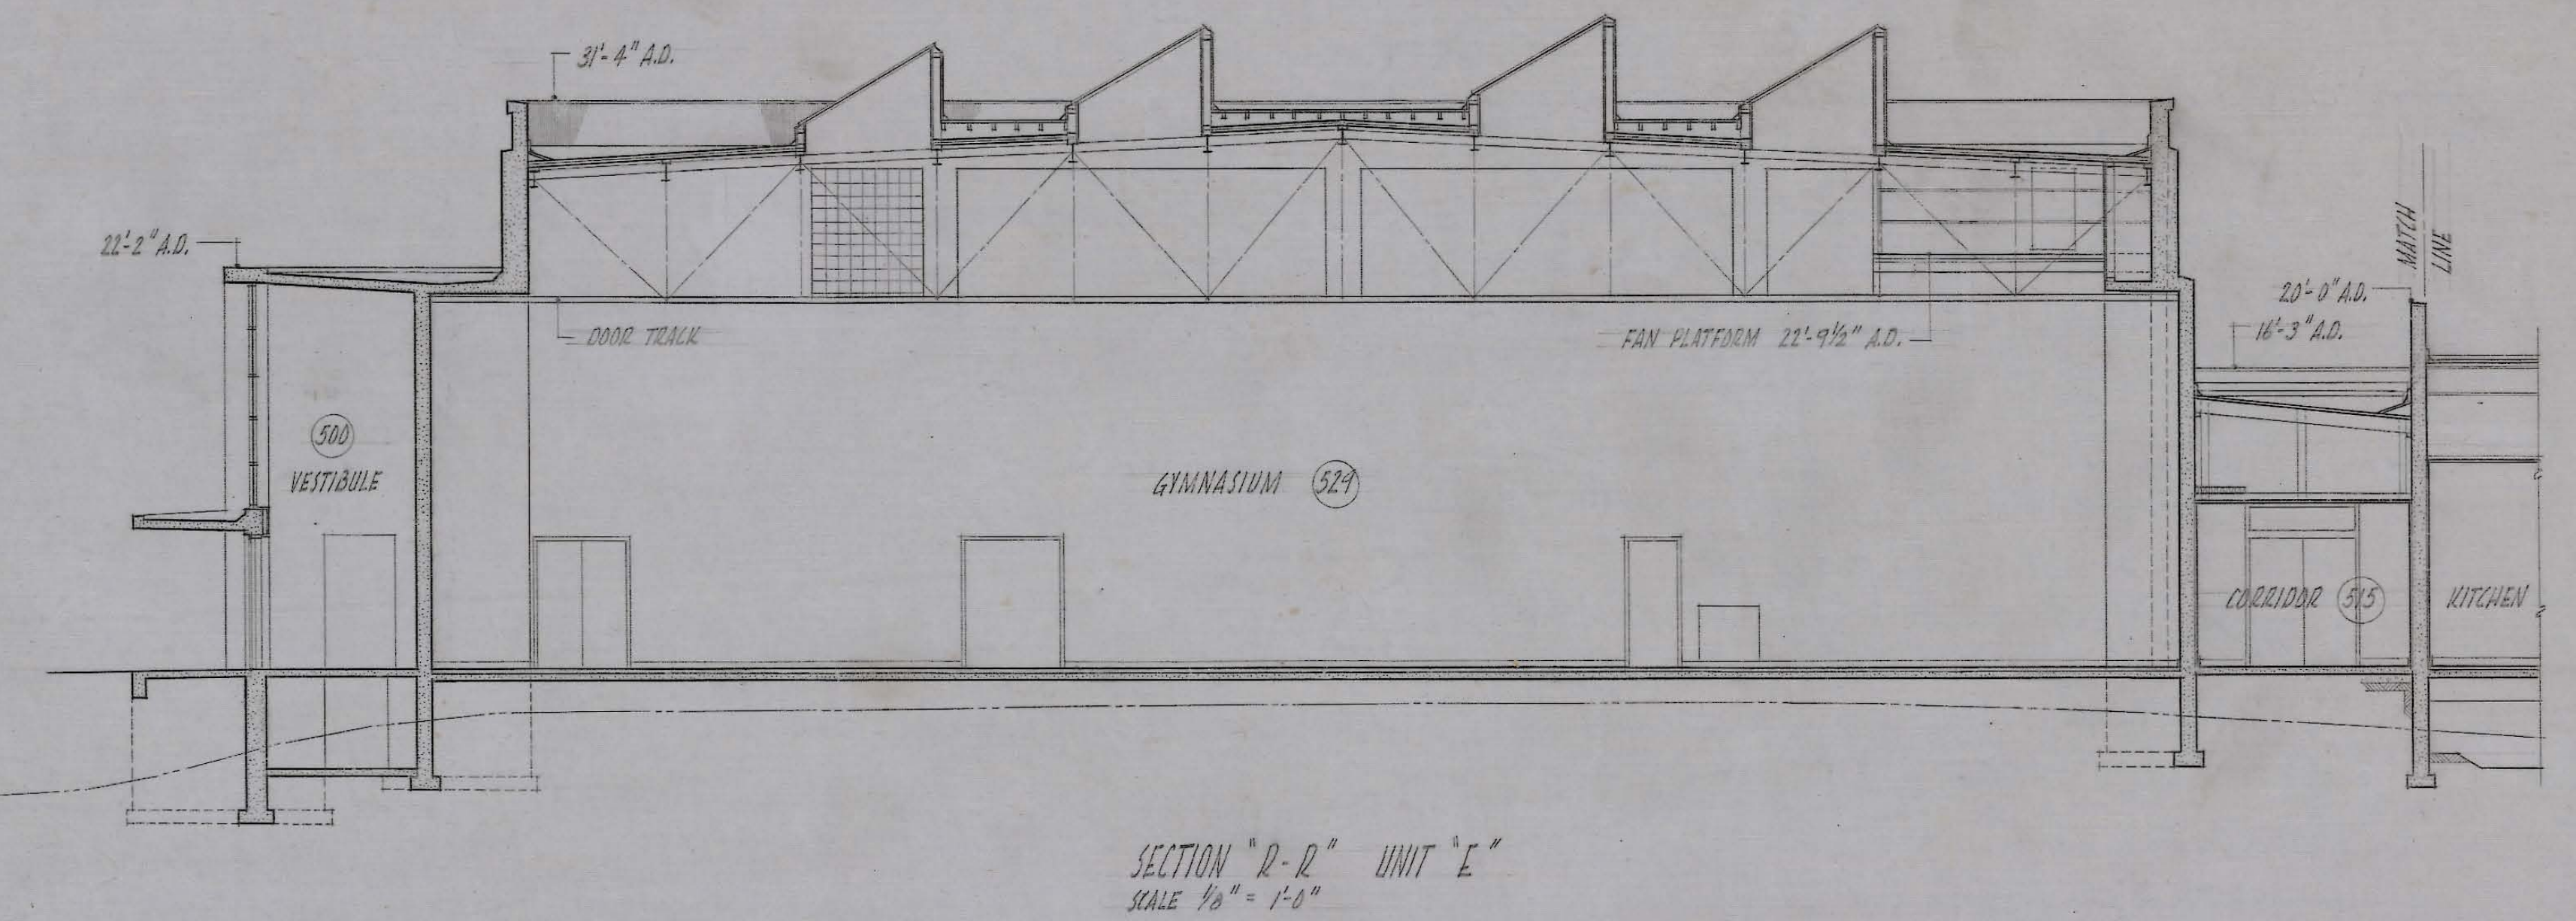 31'-4" A.D.
22'-2" A.D.
MATCH
LINE
20'-0" A.D.
16'-3" A.D.
DOOR TRACK
FAN PLATFORM 22'-9½" A.D.
500
VESTIBULE
GYMNASIUM 529
CORRIDOR 515
KITCHEN
SECTION "R-R" UNIT "E"
SCALE 1/8" = 1'-0"